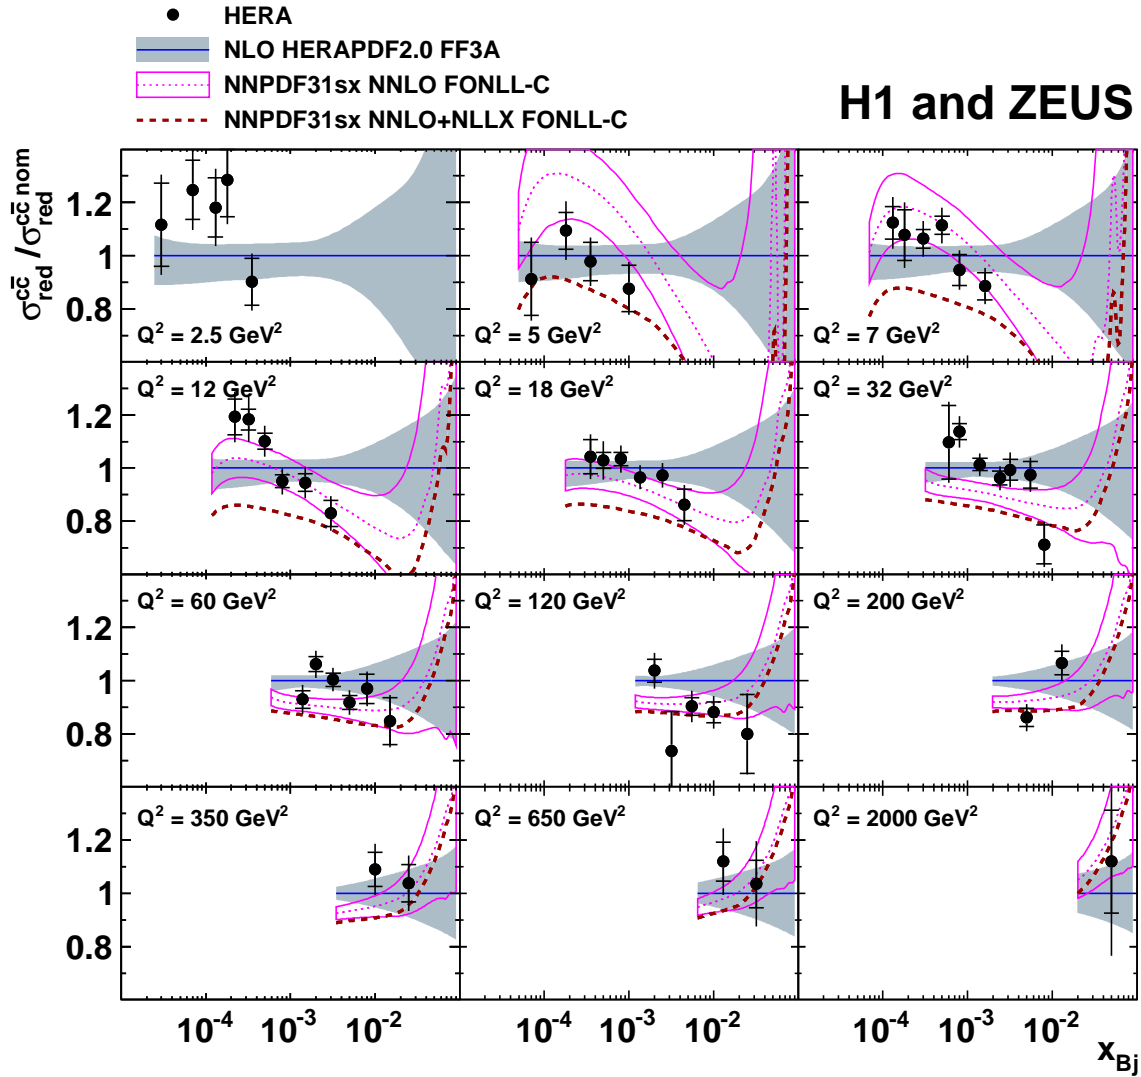 HERA
NLO HERAPDF2.0 FF3A
NNPDF31sx NNLO FONLL-C
NNPDF31sx NNLO+NLLX FONLL-C
H1 and ZEUS
σ_red^{cc̄} / σ_red^{cc̄ nom}
1.2
1
0.8
Q² = 2.5 GeV²
Q² = 5 GeV²
Q² = 7 GeV²
1.2
1
0.8
Q² = 12 GeV²
Q² = 18 GeV²
Q² = 32 GeV²
1.2
1
0.8
Q² = 60 GeV²
Q² = 120 GeV²
Q² = 200 GeV²
1.2
1
0.8
Q² = 350 GeV²
Q² = 650 GeV²
Q² = 2000 GeV²
10⁻⁴ 10⁻³ 10⁻² 10⁻⁴ 10⁻³ 10⁻² 10⁻⁴ 10⁻³ 10⁻²
x_Bj